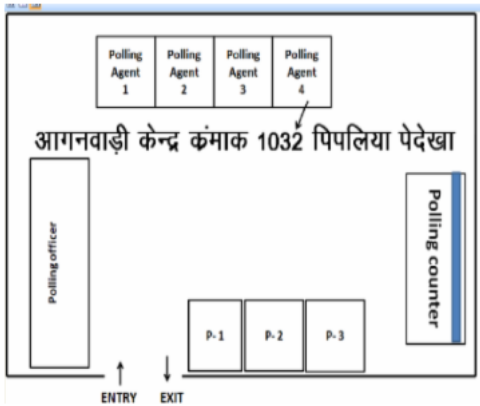 Polling Agent 1
Polling Agent 2
Polling Agent 3
Polling Agent 4
आगनवाड़ी केन्द्र कंमाक 1032 पिपलिया पेदेखा
Polling officer
Polling counter
P-1
P-2
P-3
ENTRY
EXIT